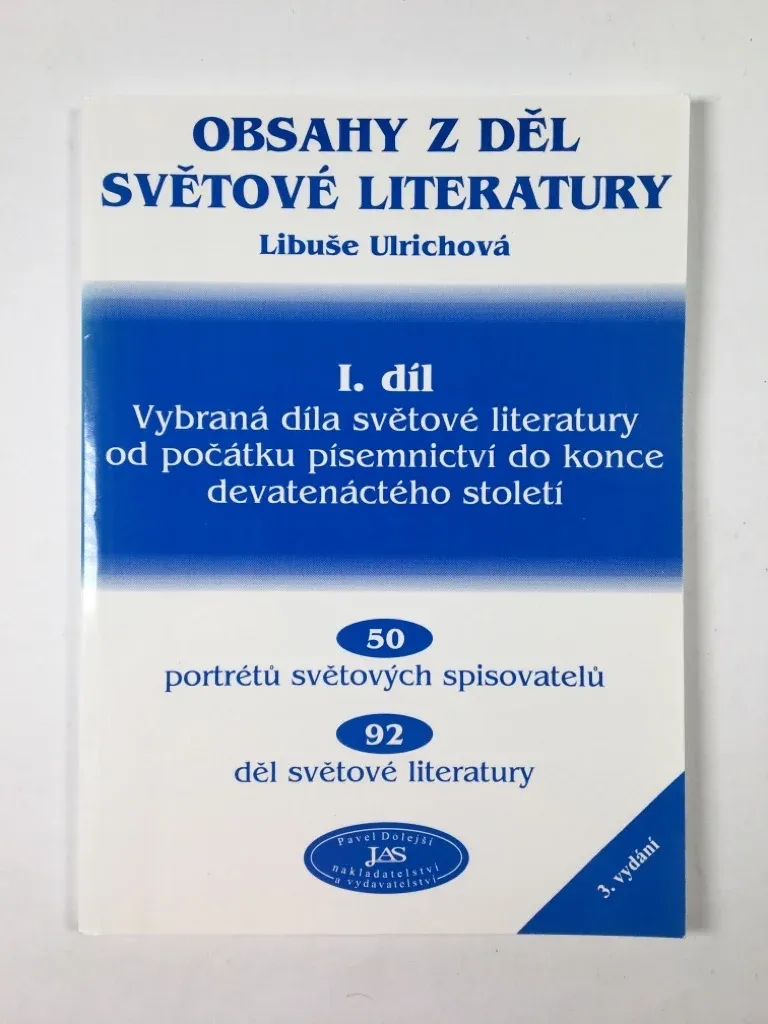 OBSAHY Z DĚL
SVĚTOVÉ LITERATURY
Libuše Ulrichová
I. díl
Vybraná díla světové literatury
od počátku písemnictví do konce
devatenáctého století
50
portrétů světových spisovatelů
92
děl světové literatury
Pavel Dolejší
JAS
nakladatelství
a vydavatelství
3. vydání